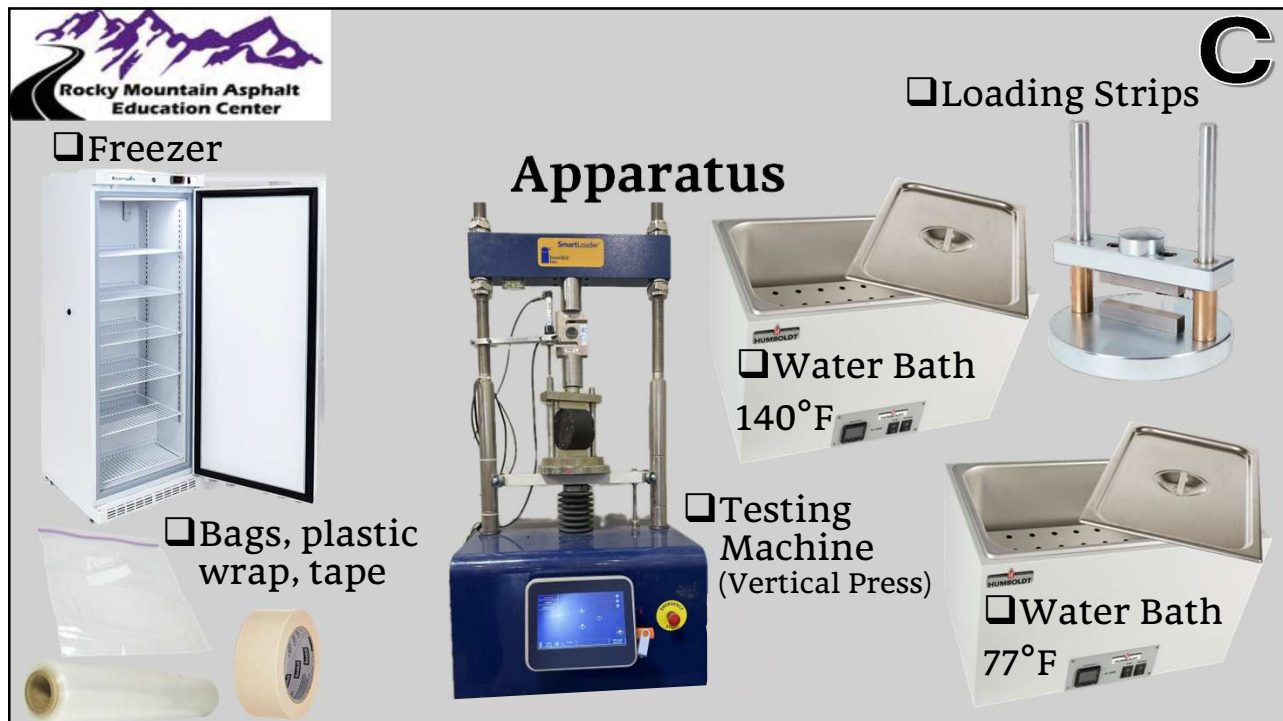 Rocky Mountain Asphalt
Education Center
C
❑Loading Strips
❑Freezer
Apparatus
SmartLoader
HUMBOLDT
❑Water Bath
140°F
❑Bags, plastic
wrap, tape
❑Testing
Machine
(Vertical Press)
EMERGENCY
HUMBOLDT
❑Water Bath
77°F